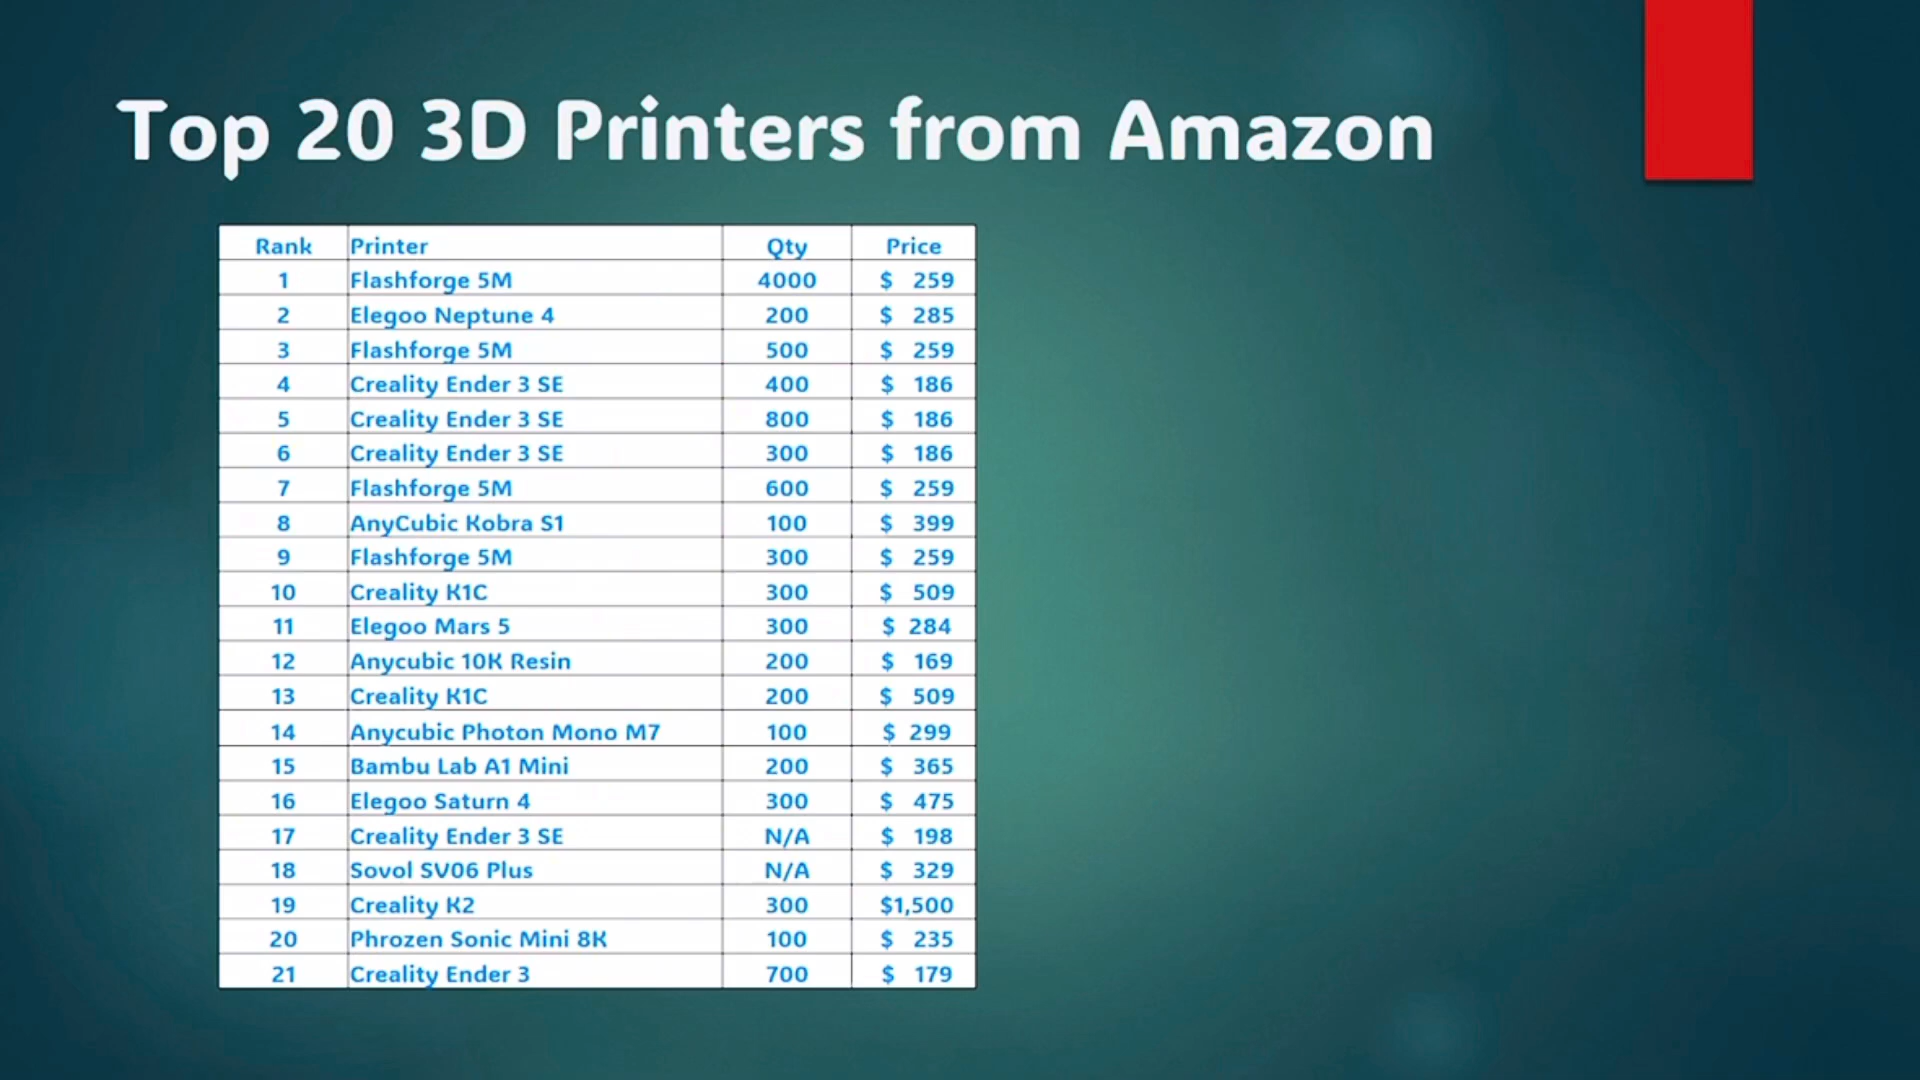 Top 20 3D Printers from Amazon
Rank Printer Qty Price
1 Flashforge 5M 4000 $ 259
2 Elegoo Neptune 4 200 $ 285
3 Flashforge 5M 500 $ 259
4 Creality Ender 3 SE 400 $ 186
5 Creality Ender 3 SE 800 $ 186
6 Creality Ender 3 SE 300 $ 186
7 Flashforge 5M 600 $ 259
8 AnyCubic Kobra S1 100 $ 399
9 Flashforge 5M 300 $ 259
10 Creality K1C 300 $ 509
11 Elegoo Mars 5 300 $ 284
12 Anycubic 10K Resin 200 $ 169
13 Creality K1C 200 $ 509
14 Anycubic Photon Mono M7 100 $ 299
15 Bambu Lab A1 Mini 200 $ 365
16 Elegoo Saturn 4 300 $ 475
17 Creality Ender 3 SE N/A $ 198
18 Sovol SV06 Plus N/A $ 329
19 Creality K2 300 $1,500
20 Phrozen Sonic Mini 8K 100 $ 235
21 Creality Ender 3 700 $ 179